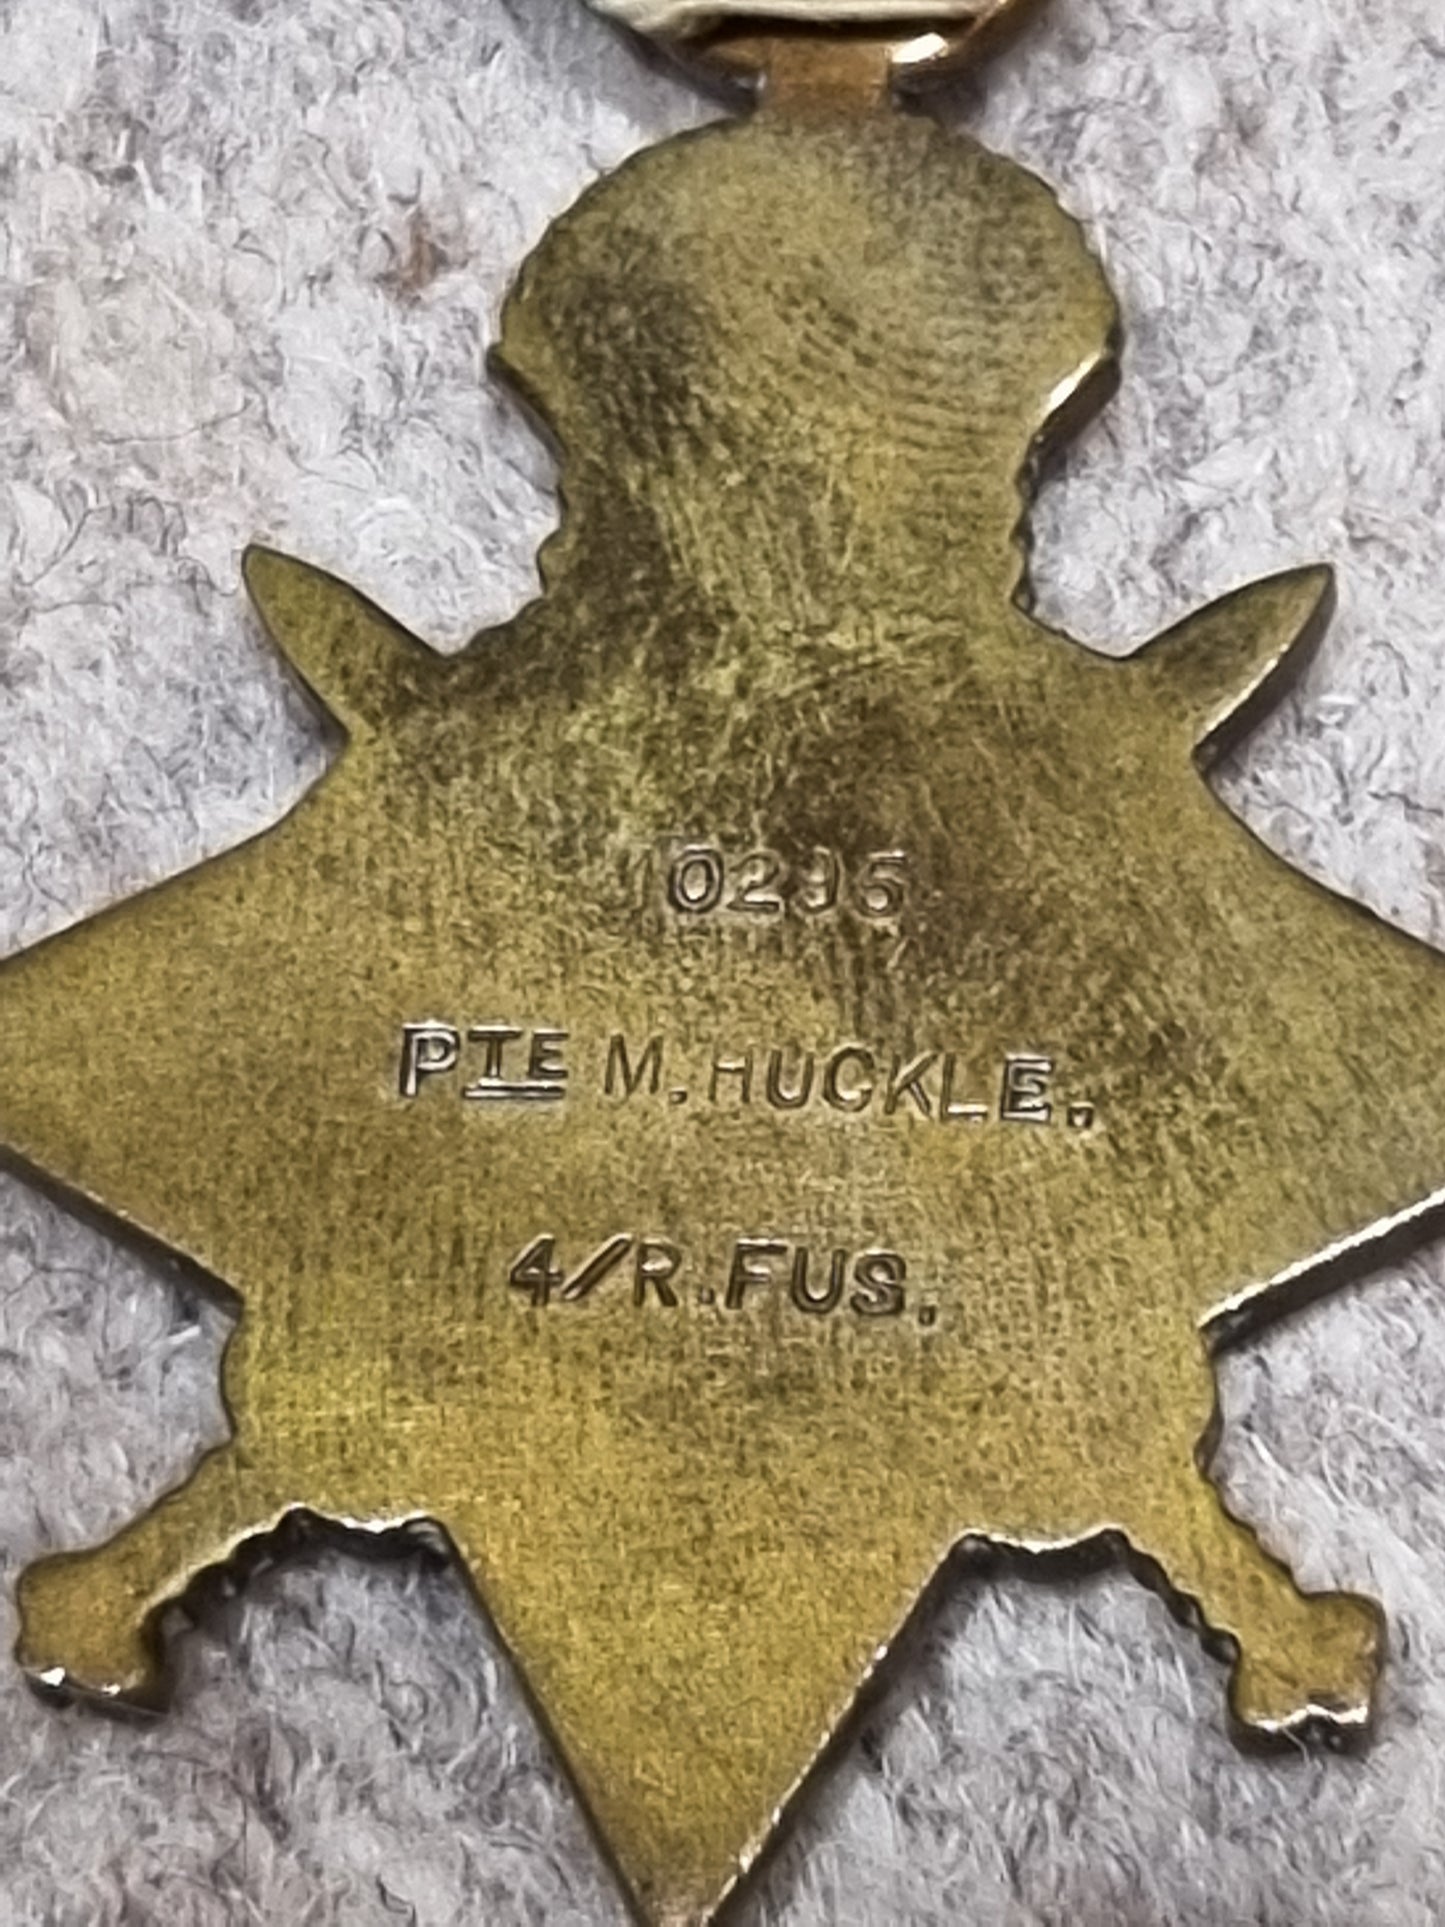 10295
PTE M. HUCKLE.
4/R. FUS.